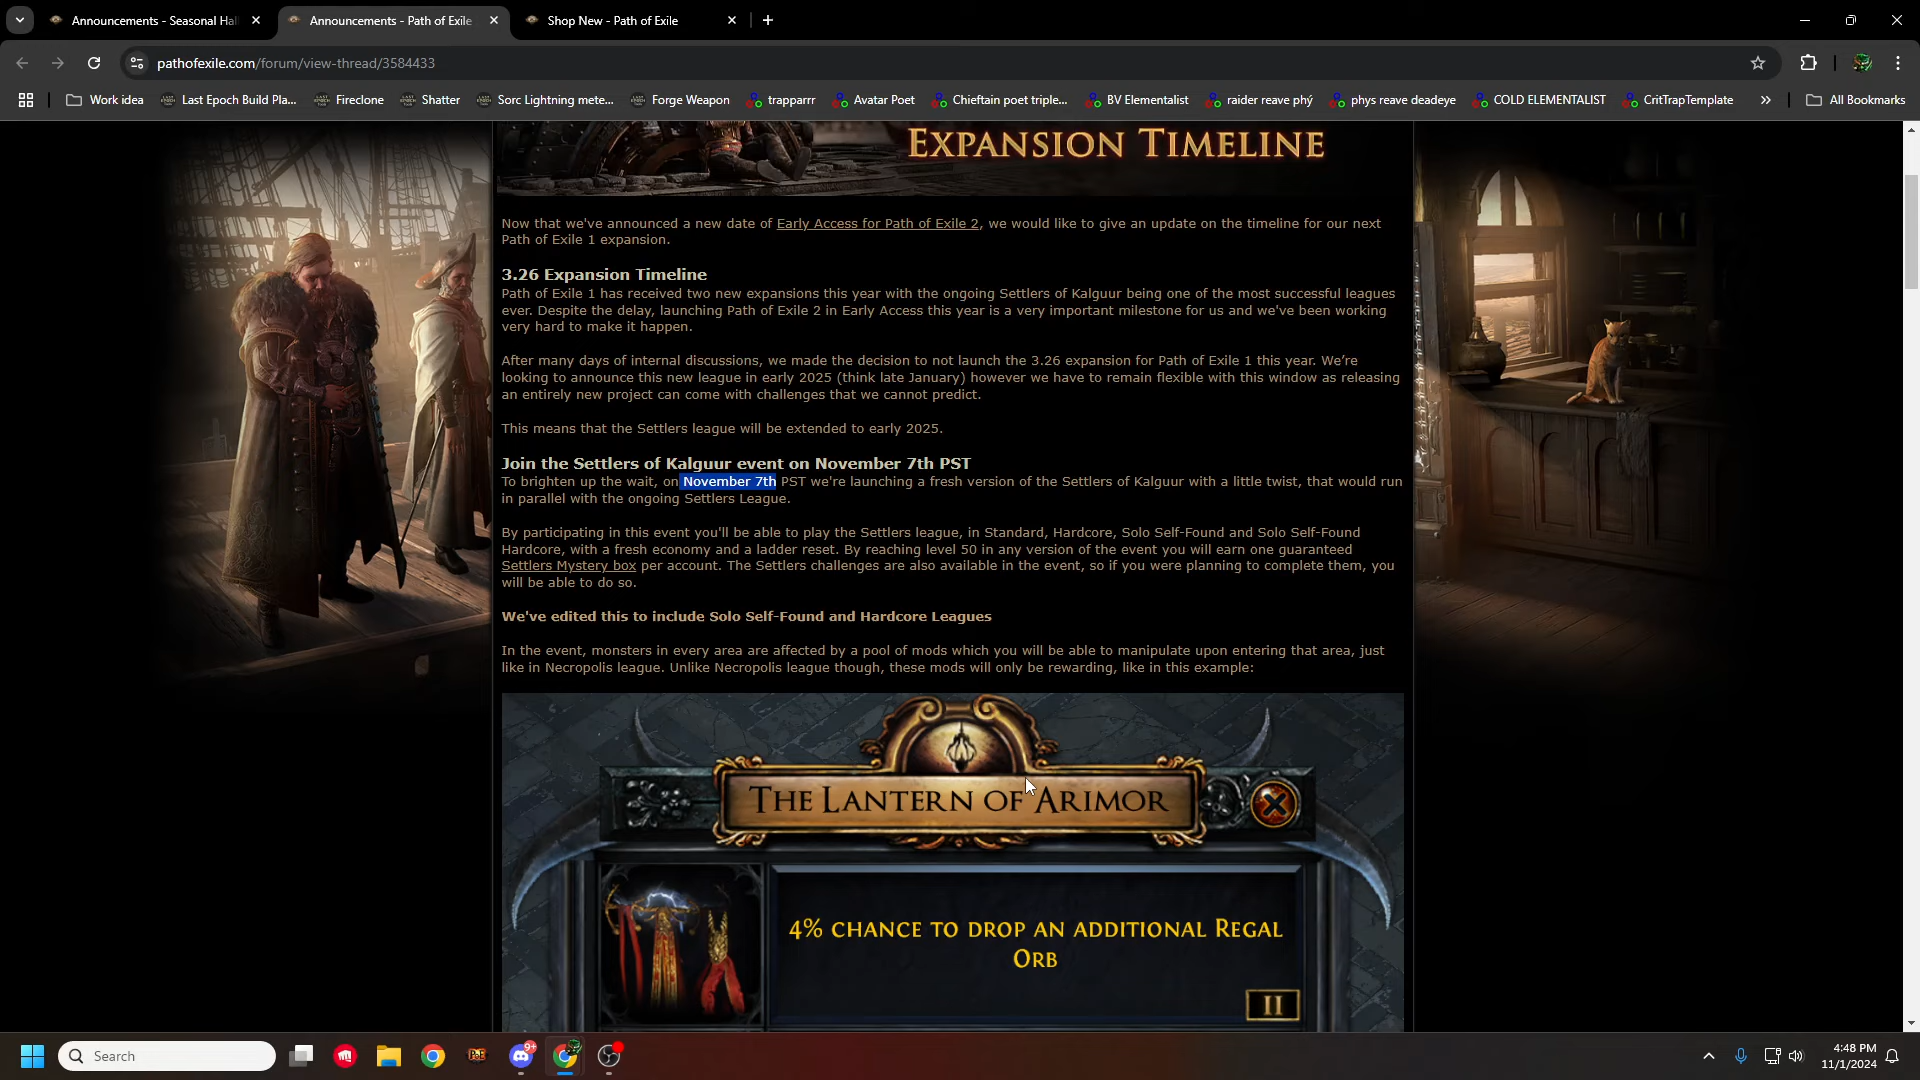 Announcements - Seasonal Hall
Announcements - Path of Exile
Shop New - Path of Exile
pathofexile.com/forum/view-thread/3584433
Work idea
Last Epoch Build Pla...
Fireclone
Shatter
Sorc Lightning mete...
Forge Weapon
trapparrr
Avatar Poet
Chieftain poet triple...
BV Elementalist
raider reave phý
phys reave deadeye
COLD ELEMENTALIST
CritTrapTemplate
»
All Bookmarks
EXPANSION TIMELINE
Now that we've announced a new date of Early Access for Path of Exile 2, we would like to give an update on the timeline for our next
Path of Exile 1 expansion.
3.26 Expansion Timeline
Path of Exile 1 has received two new expansions this year with the ongoing Settlers of Kalguur being one of the most successful leagues
ever. Despite the delay, launching Path of Exile 2 in Early Access this year is a very important milestone for us and we've been working
very hard to make it happen.
After many days of internal discussions, we made the decision to not launch the 3.26 expansion for Path of Exile 1 this year. We're
looking to announce this new league in early 2025 (think late January) however we have to remain flexible with this window as releasing
an entirely new project can come with challenges that we cannot predict.
This means that the Settlers league will be extended to early 2025.
Join the Settlers of Kalguur event on November 7th PST
To brighten up the wait, on November 7th PST we're launching a fresh version of the Settlers of Kalguur with a little twist, that would run
in parallel with the ongoing Settlers League.
By participating in this event you'll be able to play the Settlers league, in Standard, Hardcore, Solo Self-Found and Solo Self-Found
Hardcore, with a fresh economy and a ladder reset. By reaching level 50 in any version of the event you will earn one guaranteed
Settlers Mystery box per account. The Settlers challenges are also available in the event, so if you were planning to complete them, you
will be able to do so.
We've edited this to include Solo Self-Found and Hardcore Leagues
In the event, monsters in every area are affected by a pool of mods which you will be able to manipulate upon entering that area, just
like in Necropolis league. Unlike Necropolis league though, these mods will only be rewarding, like in this example:
THE LANTERN OF ARIMOR
4% CHANCE TO DROP AN ADDITIONAL REGAL
ORB
II
Search
PoE
9+
4:48 PM
11/1/2024